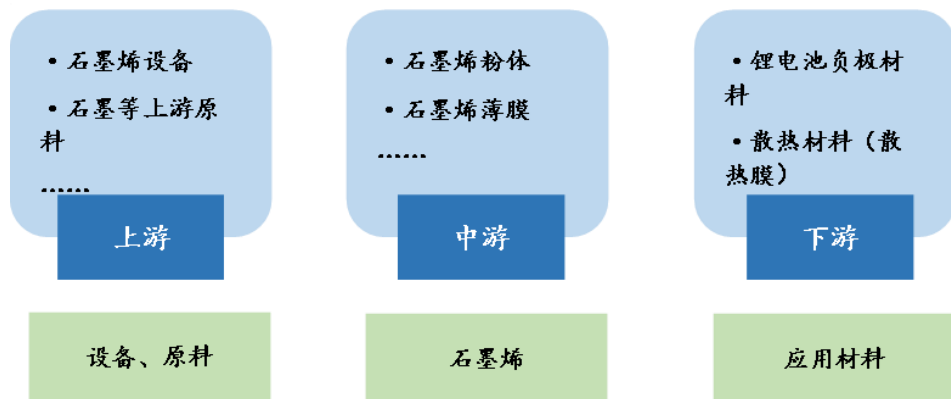 • 石墨烯设备
• 石墨等上游原
料
……
上游
设备、原料
• 石墨烯粉体
• 石墨烯薄膜
……
中游
石墨烯
• 锂电池负极材
料
• 散热材料（散
热膜）
下游
应用材料